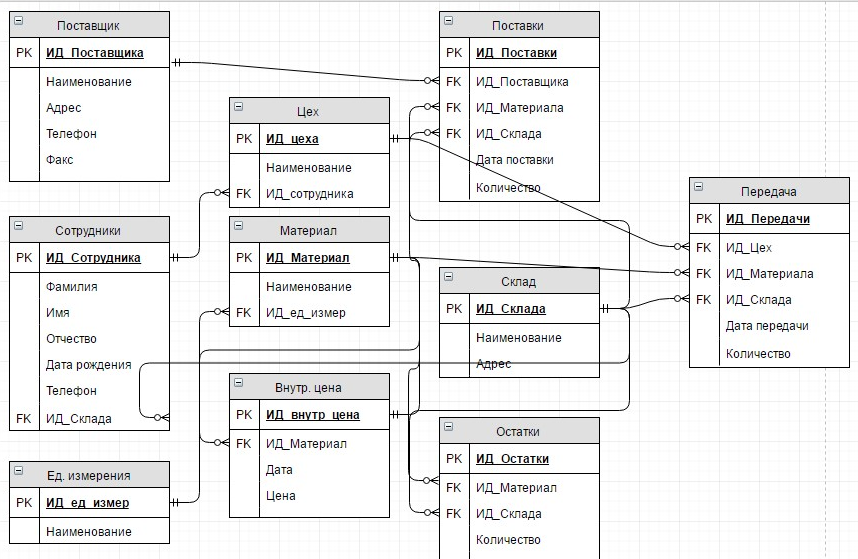 Поставщик
PK ИД_Поставщика
Наименование
Адрес
Телефон
Факс
Поставки
PK ИД_Поставки
FK ИД_Поставщика
FK ИД_Материала
FK ИД_Склада
Дата поставки
Количество
Цех
PK ИД_цеха
Наименование
FK ИД_сотрудника
Передача
PK ИД_Передачи
FK ИД_Цех
FK ИД_Материала
FK ИД_Склада
Дата передачи
Количество
Сотрудники
PK ИД_Сотрудника
Фамилия
Имя
Отчество
Дата рождения
Телефон
FK ИД_Склада
Материал
PK ИД_Материал
Наименование
FK ИД_ед_измер
Склад
PK ИД_Склада
Наименование
Адрес
Внутр. цена
PK ИД_внутр_цена
FK ИД_Материал
Дата
Цена
Остатки
PK ИД_Остатки
FK ИД_Материал
FK ИД_Склада
Количество
Ед. измерения
PK ИД_ед_измер
Наименование